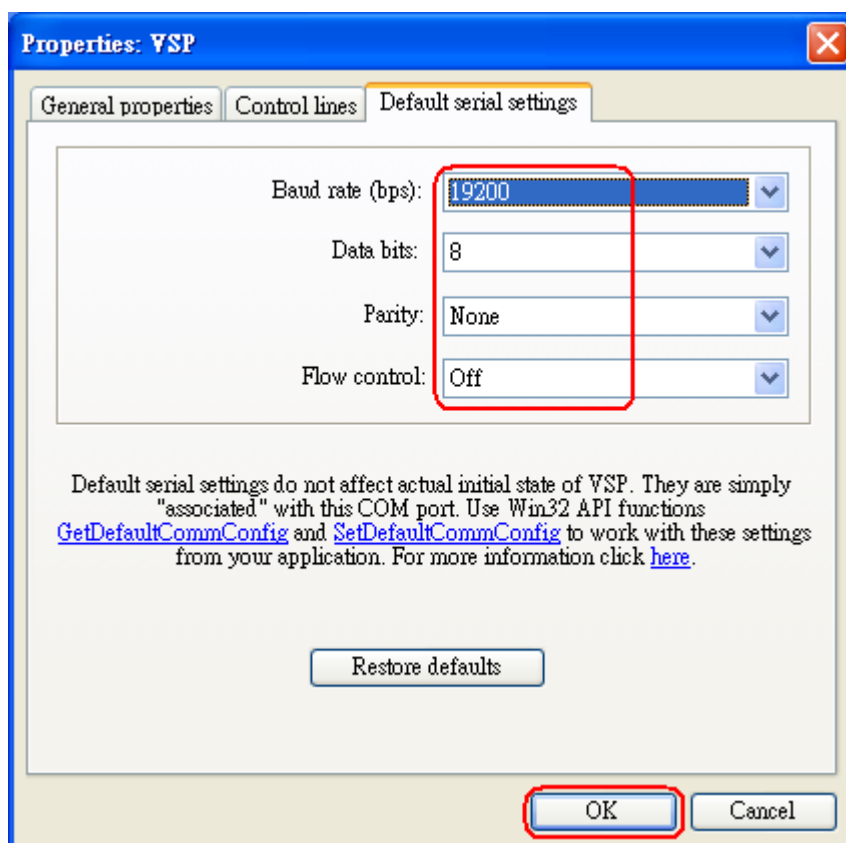 Properties: VSP
General properties
Control lines
Default serial settings
Baud rate (bps): 19200
Data bits: 8
Parity: None
Flow control: Off
Default serial settings do not affect actual initial state of VSP. They are simply
"associated" with this COM port. Use Win32 API functions
GetDefaultCommConfig and SetDefaultCommConfig to work with these settings
from your application. For more information click here.
Restore defaults
OK
Cancel